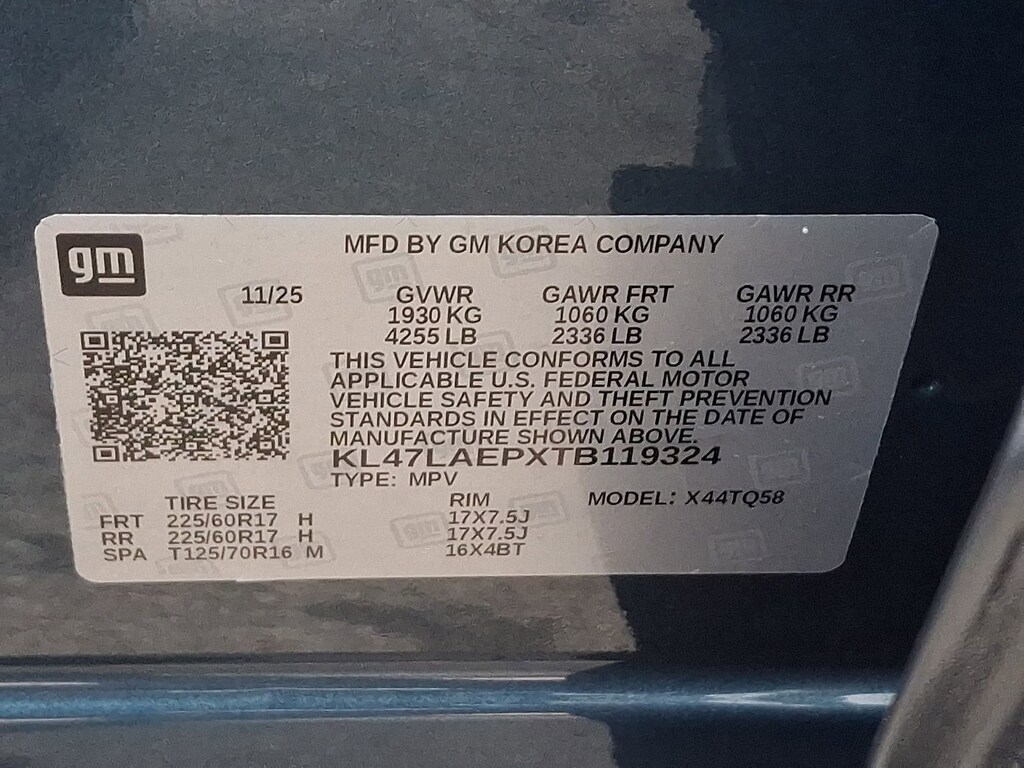 gm
MFD BY GM KOREA COMPANY
11/25 GVWR GAWR FRT GAWR RR
1930 KG 1060 KG 1060 KG
4255 LB 2336 LB 2336 LB
THIS VEHICLE CONFORMS TO ALL
APPLICABLE U.S. FEDERAL MOTOR
VEHICLE SAFETY AND THEFT PREVENTION
STANDARDS IN EFFECT ON THE DATE OF
MANUFACTURE SHOWN ABOVE.
KL47LAEPXTB119324
TYPE: MPV
TIRE SIZE RIM MODEL: X44TQ58
FRT 225/60R17 H 17X7.5J
RR 225/60R17 H 17X7.5J
SPA T125/70R16 M 16X4BT